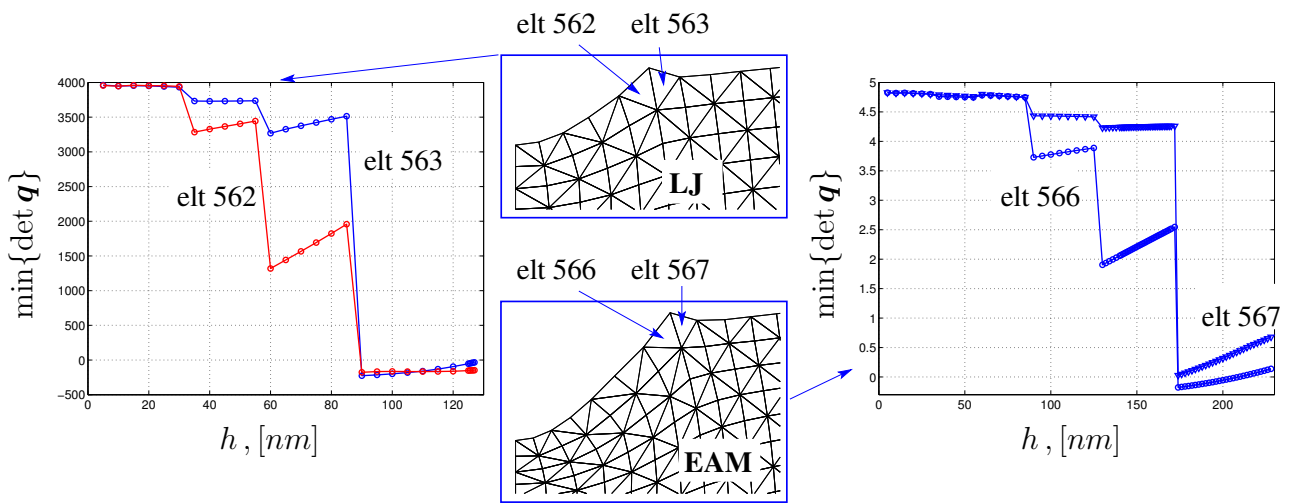 elt 562 elt 563
4000
3500
3000
2500
2000
1500
1000
500
0
−500
0 20 40 60 80 100 120
min{det q}
h , [nm]
elt 562
elt 563
LJ
elt 566 elt 567
EAM
5
4.5
4
3.5
3
2.5
2
1.5
1
0.5
0
0 50 100 150 200
min{det q}
h , [nm]
elt 566
elt 567